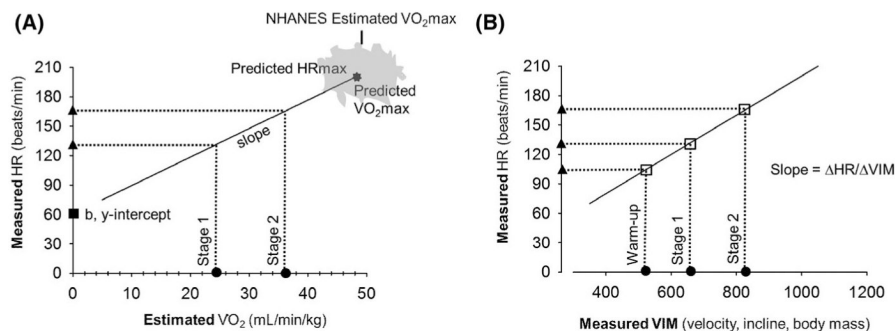 (A)
NHANES Estimated VO₂max
Measured HR (beats/min)
210
180
150
120
90
60
30
0
Predicted HRmax
Predicted
VO₂max
slope
b, y-intercept
Stage 1
Stage 2
0
10
20
30
40
50
Estimated V̇O₂ (mL/min/kg)
(B)
Measured HR (beats/min)
210
180
150
120
90
60
30
0
Slope = ΔHR/ΔVIM
Warm-up
Stage 1
Stage 2
400
600
800
1000
1200
Measured VIM (velocity, incline, body mass)